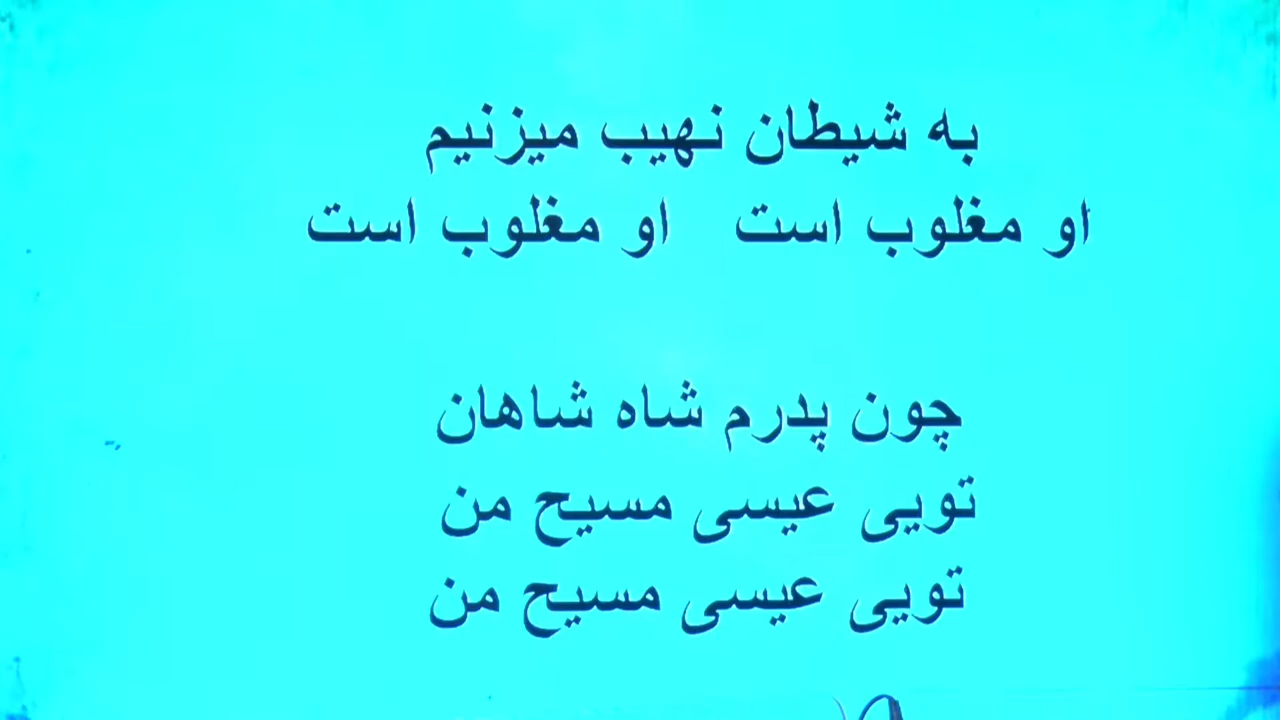 به شیطان نهیب میزنیم
او مغلوب است او مغلوب است
چون پدرم شاه شاهان
تویی عیسی مسیح من
تویی عیسی مسیح من